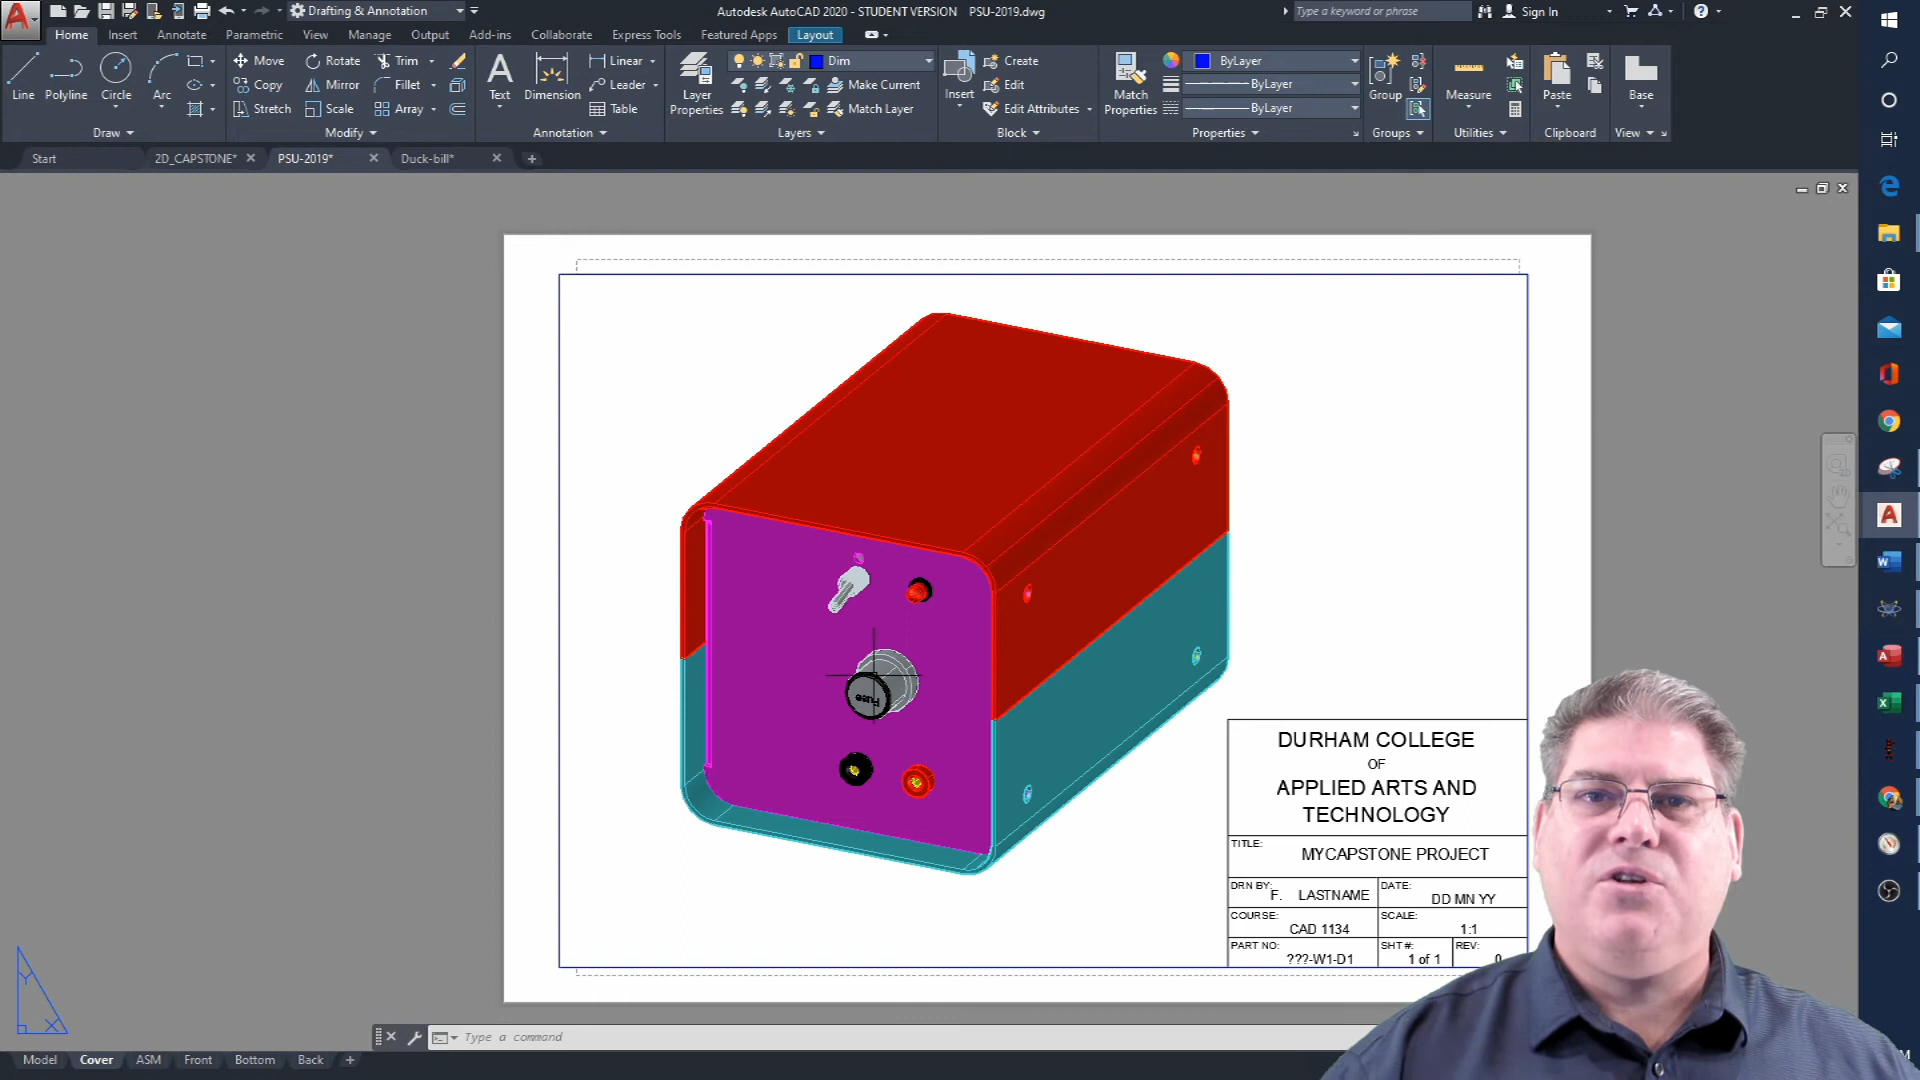 Drafting & Annotation
Autodesk AutoCAD 2020 - STUDENT VERSION PSU-2019.dwg
Type a keyword or phrase
Sign In
Home Insert Annotate Parametric View Manage Output Add-ins Collaborate Express Tools Featured Apps Layout
Line Polyline Circle Arc
Move Rotate Trim
Copy Mirror Fillet
Stretch Scale Array
Text Dimension
Linear
Leader
Table
Layer Properties
Dim
Make Current
Match Layer
Insert
Create
Edit
Edit Attributes
Match Properties
ByLayer
ByLayer
ByLayer
Group
Measure
Paste
Base
Draw Modify Annotation Layers Block Properties Groups Utilities Clipboard View
Start 2D_CAPSTONE* PSU-2019* Duck-bill*
Fuse
DURHAM COLLEGE
OF
APPLIED ARTS AND
TECHNOLOGY
TITLE: MYCAPSTONE PROJECT
DRN BY: F. LASTNAME DATE: DD MN YY
COURSE: CAD 1134 SCALE: 1:1
PART NO: ???-W1-D1 SHT #: 1 of 1 REV: 0
Y
X
Type a command
Model Cover ASM Front Bottom Back